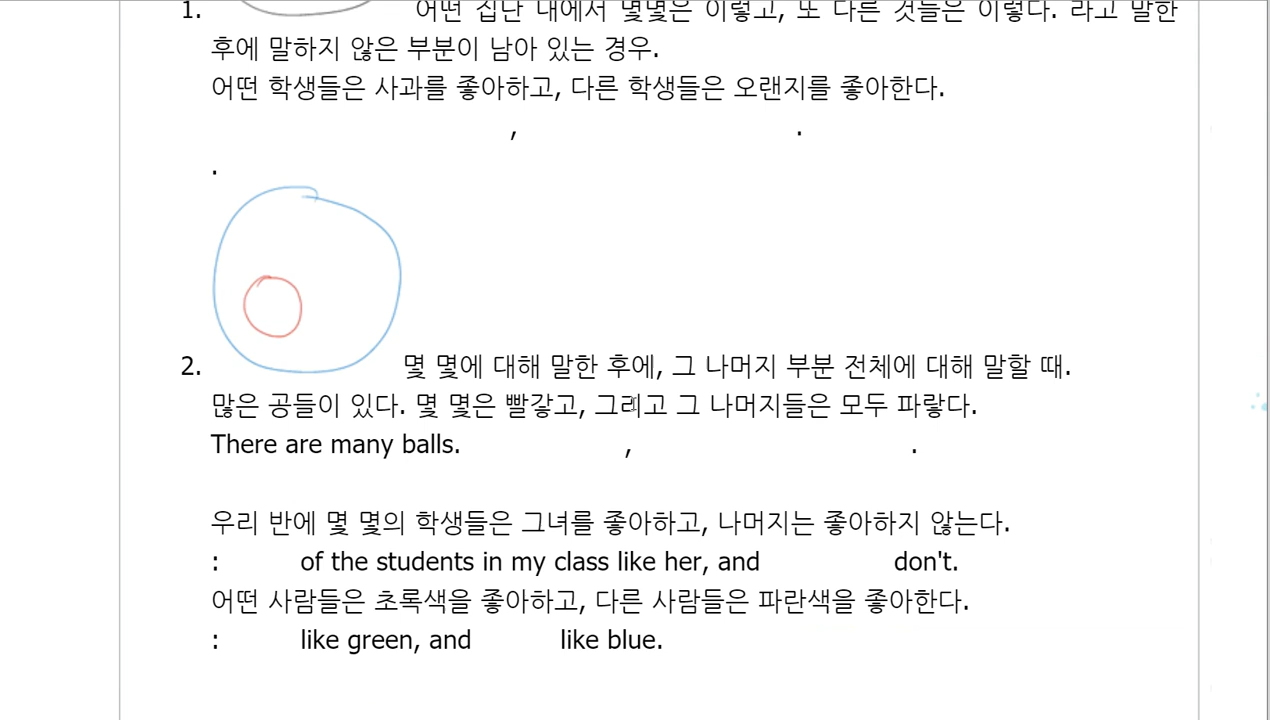 1. 어떤 집단 내에서 몇몇은 이렇고, 또 다른 것들은 이렇다. 라고 말한
후에 말하지 않은 부분이 남아 있는 경우.
어떤 학생들은 사과를 좋아하고, 다른 학생들은 오랜지를 좋아한다.
, .
.
2. 몇 몇에 대해 말한 후에, 그 나머지 부분 전체에 대해 말할 때.
많은 공들이 있다. 몇 몇은 빨갛고, 그리고 그 나머지들은 모두 파랗다.
There are many balls. , .
우리 반에 몇 몇의 학생들은 그녀를 좋아하고, 나머지는 좋아하지 않는다.
: of the students in my class like her, and don't.
어떤 사람들은 초록색을 좋아하고, 다른 사람들은 파란색을 좋아한다.
: like green, and like blue.